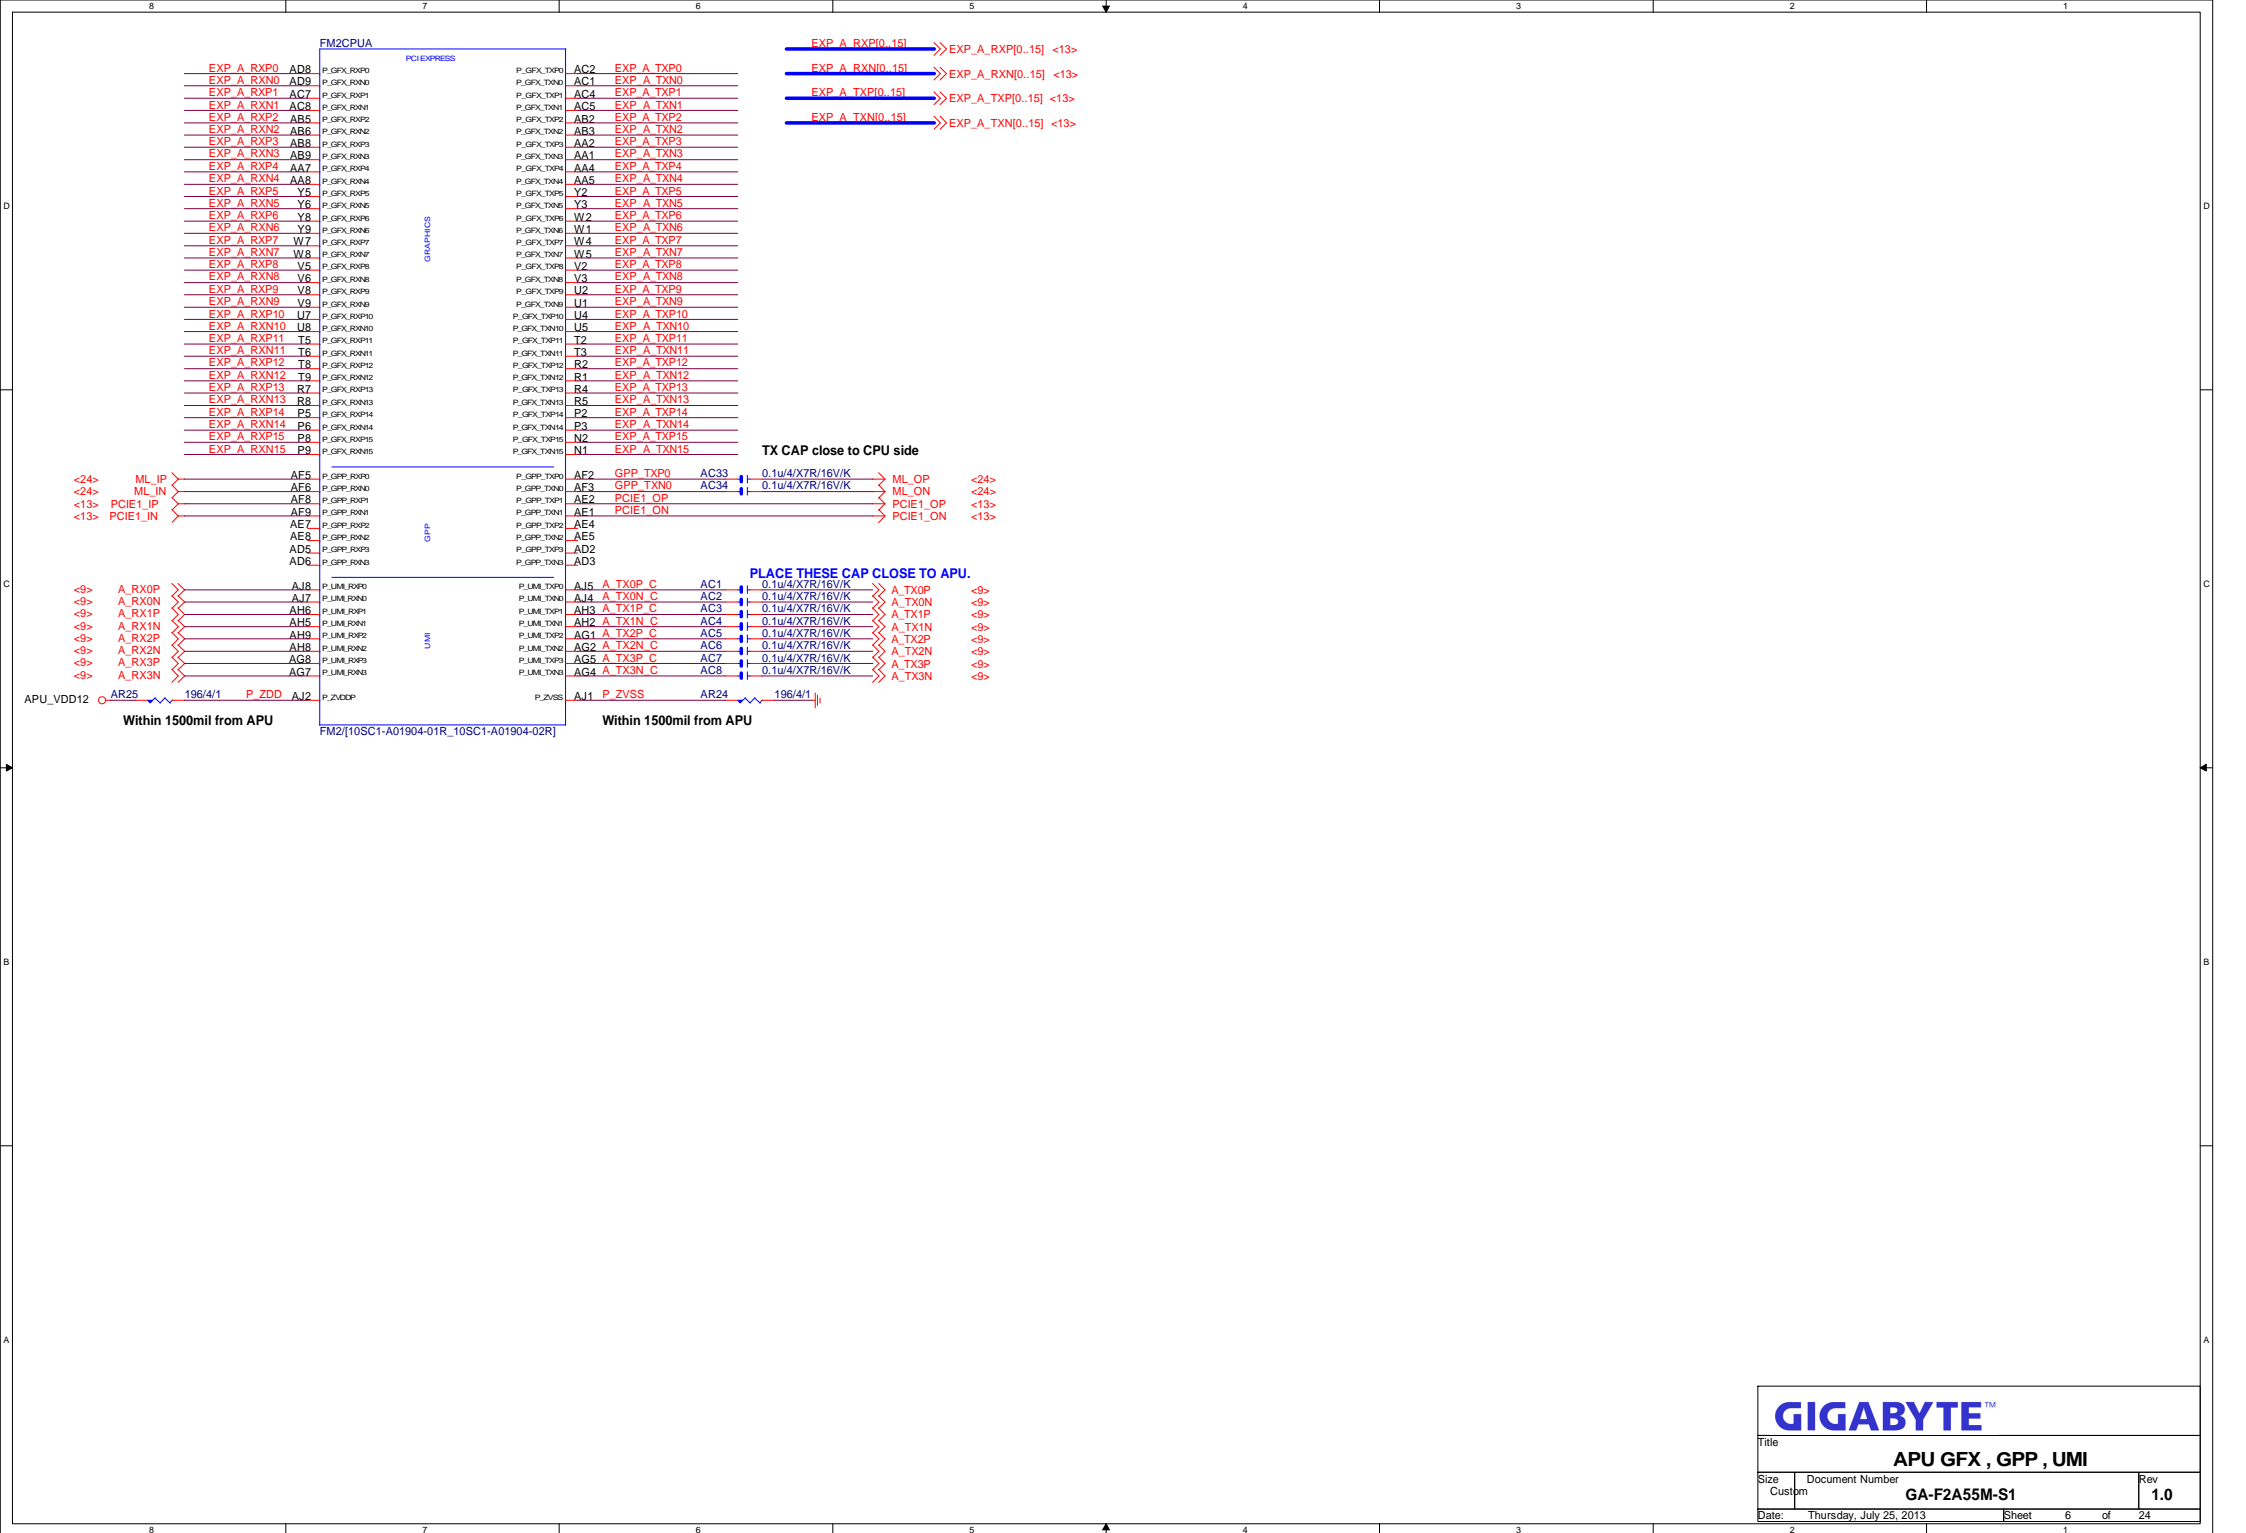 8 7 6 5 4 3 2 1
FM2CPUA
PCI EXPRESS
EXP_A_RXP0 AD8 P_GFX_RXP0 P_GFX_TXP0 AC2 EXP_A_TXP0
EXP_A_RXN0 AD9 P_GFX_RXN0 P_GFX_TXN0 AC1 EXP_A_TXN0
EXP_A_RXP1 AC7 P_GFX_RXP1 P_GFX_TXP1 AC4 EXP_A_TXP1
EXP_A_RXN1 AC8 P_GFX_RXN1 P_GFX_TXN1 AC5 EXP_A_TXN1
EXP_A_RXP2 AB5 P_GFX_RXP2 P_GFX_TXP2 AB2 EXP_A_TXP2
EXP_A_RXN2 AB6 P_GFX_RXN2 P_GFX_TXN2 AB3 EXP_A_TXN2
EXP_A_RXP3 AB8 P_GFX_RXP3 P_GFX_TXP3 AA2 EXP_A_TXP3
EXP_A_RXN3 AB9 P_GFX_RXN3 P_GFX_TXN3 AA1 EXP_A_TXN3
EXP_A_RXP4 AA7 P_GFX_RXP4 P_GFX_TXP4 AA4 EXP_A_TXP4
EXP_A_RXN4 AA8 P_GFX_RXN4 P_GFX_TXN4 AA5 EXP_A_TXN4
EXP_A_RXP5 Y5 P_GFX_RXP5 P_GFX_TXP5 Y2 EXP_A_TXP5
EXP_A_RXN5 Y6 P_GFX_RXN5 P_GFX_TXN5 Y3 EXP_A_TXN5
EXP_A_RXP6 Y8 P_GFX_RXP6 P_GFX_TXP6 W2 EXP_A_TXP6
EXP_A_RXN6 Y9 P_GFX_RXN6 P_GFX_TXN6 W1 EXP_A_TXN6
EXP_A_RXP7 W7 P_GFX_RXP7 P_GFX_TXP7 W4 EXP_A_TXP7
EXP_A_RXN7 W8 P_GFX_RXN7 P_GFX_TXN7 W5 EXP_A_TXN7
EXP_A_RXP8 V5 P_GFX_RXP8 P_GFX_TXP8 V2 EXP_A_TXP8
EXP_A_RXN8 V6 P_GFX_RXN8 P_GFX_TXN8 V3 EXP_A_TXN8
EXP_A_RXP9 V8 P_GFX_RXP9 P_GFX_TXP9 U2 EXP_A_TXP9
EXP_A_RXN9 V9 P_GFX_RXN9 P_GFX_TXN9 U1 EXP_A_TXN9
EXP_A_RXP10 U7 P_GFX_RXP10 P_GFX_TXP10 U4 EXP_A_TXP10
EXP_A_RXN10 U8 P_GFX_RXN10 P_GFX_TXN10 U5 EXP_A_TXN10
EXP_A_RXP11 T5 P_GFX_RXP11 P_GFX_TXP11 T2 EXP_A_TXP11
EXP_A_RXN11 T6 P_GFX_RXN11 P_GFX_TXN11 T3 EXP_A_TXN11
EXP_A_RXP12 T8 P_GFX_RXP12 P_GFX_TXP12 R2 EXP_A_TXP12
EXP_A_RXN12 T9 P_GFX_RXN12 P_GFX_TXN12 R1 EXP_A_TXN12
EXP_A_RXP13 R7 P_GFX_RXP13 P_GFX_TXP13 R4 EXP_A_TXP13
EXP_A_RXN13 R8 P_GFX_RXN13 P_GFX_TXN13 R5 EXP_A_TXN13
EXP_A_RXP14 P5 P_GFX_RXP14 P_GFX_TXP14 P2 EXP_A_TXP14
EXP_A_RXN14 P6 P_GFX_RXN14 P_GFX_TXN14 P3 EXP_A_TXN14
EXP_A_RXP15 P8 P_GFX_RXP15 P_GFX_TXP15 N2 EXP_A_TXP15
EXP_A_RXN15 P9 P_GFX_RXN15 P_GFX_TXN15 N1 EXP_A_TXN15
GRAPHICS
EXP_A_RXP[0..15] EXP_A_RXP[0..15] <13>
EXP_A_RXN[0..15] EXP_A_RXN[0..15] <13>
EXP_A_TXP[0..15] EXP_A_TXP[0..15] <13>
EXP_A_TXN[0..15] EXP_A_TXN[0..15] <13>
TX CAP close to CPU side
<24> ML_IP AF5 P_GPP_RXP0 P_GPP_TXP0 AF2 GPP_TXP0 AC33 0.1u/4/X7R/16V/K ML_OP <24>
<24> ML_IN AF6 P_GPP_RXN0 P_GPP_TXN0 AF3 GPP_TXN0 AC34 0.1u/4/X7R/16V/K ML_ON <24>
<13> PCIE1_IP AF8 P_GPP_RXP1 P_GPP_TXP1 AE2 PCIE1_OP PCIE1_OP <13>
<13> PCIE1_IN AF9 P_GPP_RXN1 P_GPP_TXN1 AE1 PCIE1_ON PCIE1_ON <13>
AE7 P_GPP_RXP2 P_GPP_TXP2 AE4
AE8 P_GPP_RXN2 P_GPP_TXN2 AE5
AD5 P_GPP_RXP3 P_GPP_TXP3 AD2
AD6 P_GPP_RXN3 P_GPP_TXN3 AD3
GPP
PLACE THESE CAP CLOSE TO APU.
<9> A_RX0P AJ8 P_UMI_RXP0 P_UMI_TXP0 AJ5 A_TX0P_C AC1 0.1u/4/X7R/16V/K A_TX0P <9>
<9> A_RX0N AJ7 P_UMI_RXN0 P_UMI_TXN0 AJ4 A_TX0N_C AC2 0.1u/4/X7R/16V/K A_TX0N <9>
<9> A_RX1P AH6 P_UMI_RXP1 P_UMI_TXP1 AH3 A_TX1P_C AC3 0.1u/4/X7R/16V/K A_TX1P <9>
<9> A_RX1N AH5 P_UMI_RXN1 P_UMI_TXN1 AH2 A_TX1N_C AC4 0.1u/4/X7R/16V/K A_TX1N <9>
<9> A_RX2P AH9 P_UMI_RXP2 P_UMI_TXP2 AG1 A_TX2P_C AC5 0.1u/4/X7R/16V/K A_TX2P <9>
<9> A_RX2N AH8 P_UMI_RXN2 P_UMI_TXN2 AG2 A_TX2N_C AC6 0.1u/4/X7R/16V/K A_TX2N <9>
<9> A_RX3P AG8 P_UMI_RXP3 P_UMI_TXP3 AG5 A_TX3P_C AC7 0.1u/4/X7R/16V/K A_TX3P <9>
<9> A_RX3N AG7 P_UMI_RXN3 P_UMI_TXN3 AG4 A_TX3N_C AC8 0.1u/4/X7R/16V/K A_TX3N <9>
UMI
APU_VDD12 AR25 196/4/1 P_ZDD AJ2 P_ZVDDP P_ZVSS AJ1 P_ZVSS AR24 196/4/1
Within 1500mil from APU Within 1500mil from APU
FM2/[10SC1-A01904-01R_10SC1-A01904-02R]
D D
C C
B B
A A
GIGABYTE™
Title
APU GFX , GPP , UMI
Size Document Number Rev
Custom GA-F2A55M-S1 1.0
Date: Thursday, July 25, 2013 Sheet 6 of 24
8 7 6 5 4 3 2 1